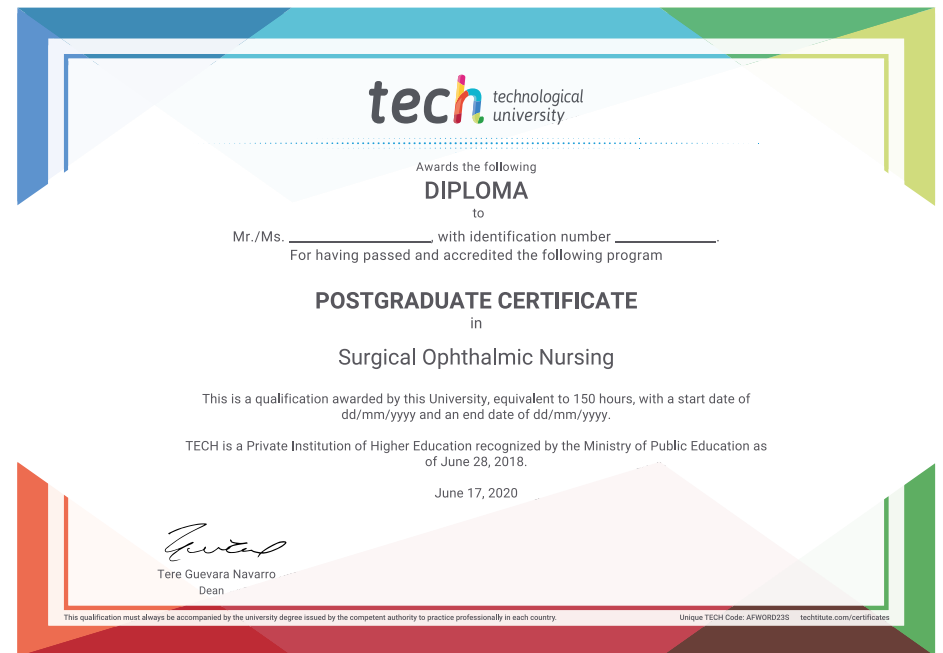 tech technological
university
Awards the following
DIPLOMA
to
Mr./Ms. ________________, with identification number ____________.
For having passed and accredited the following program
POSTGRADUATE CERTIFICATE
in
Surgical Ophthalmic Nursing
This is a qualification awarded by this University, equivalent to 150 hours, with a start date of
dd/mm/yyyy and an end date of dd/mm/yyyy.
TECH is a Private Institution of Higher Education recognized by the Ministry of Public Education as
of June 28, 2018.
June 17, 2020
Tere Guevara Navarro
Dean
This qualification must always be accompanied by the university degree issued by the competent authority to practice professionally in each country. Unique TECH Code: AFWORD23S techtitute.com/certificates